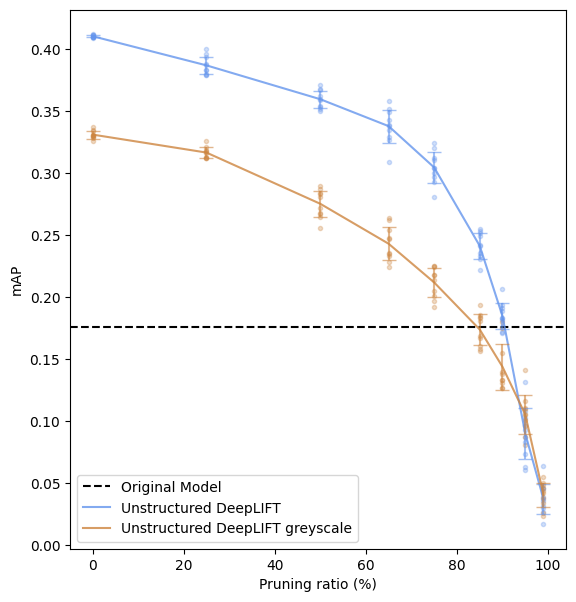 0.40
0.35
0.30
0.25
0.20
0.15
0.10
0.05
0.00
mAP
Original Model
Unstructured DeepLIFT
Unstructured DeepLIFT greyscale
0 20 40 60 80 100
Pruning ratio (%)